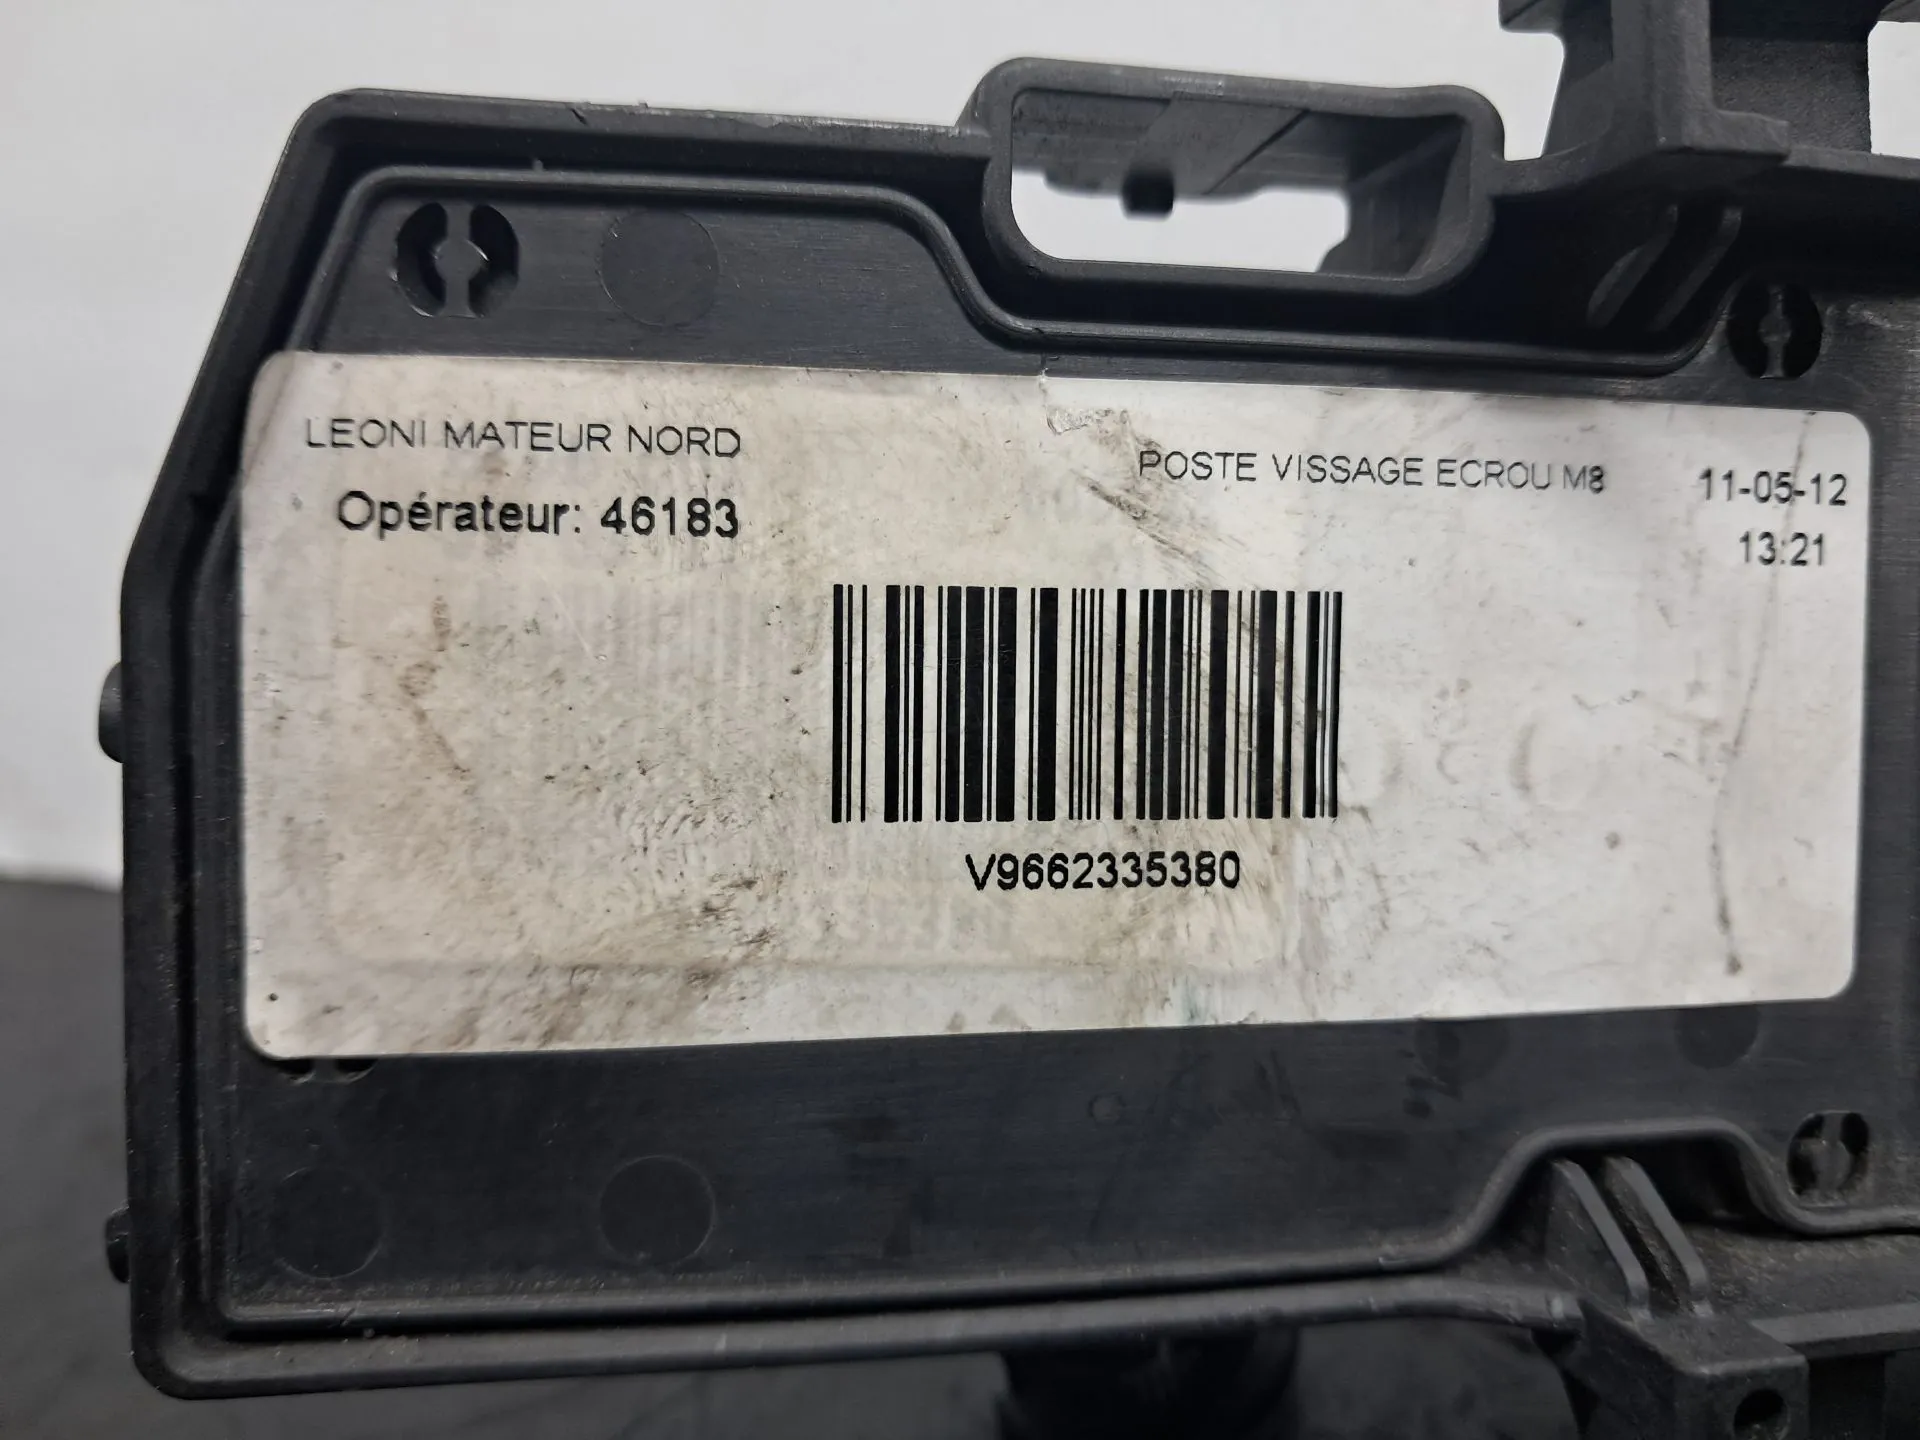 LEONI MATEUR NORD
POSTE VISSAGE ECROU M8
11-05-12
Opérateur: 46183
13:21
V9662335380